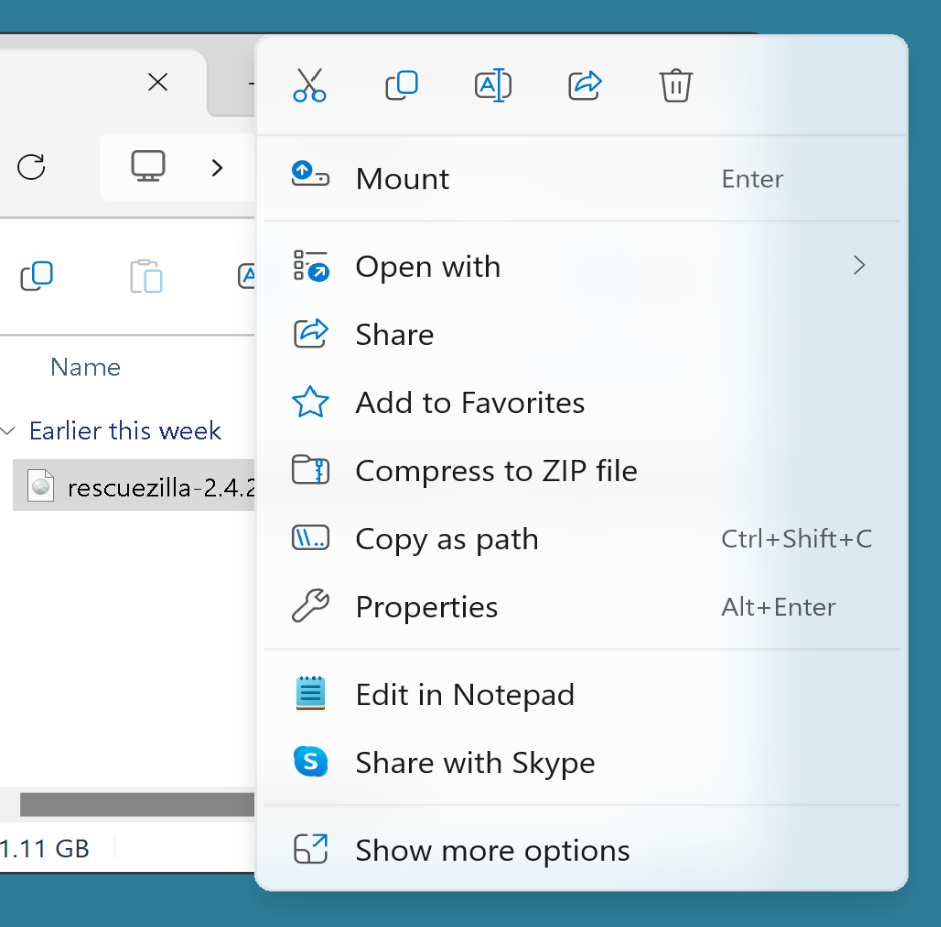 Mount Enter
Open with
Share
Name
Add to Favorites
Earlier this week
Compress to ZIP file
rescuezilla-2.4.2
Copy as path Ctrl+Shift+C
Properties Alt+Enter
Edit in Notepad
Share with Skype
1.11 GB
Show more options